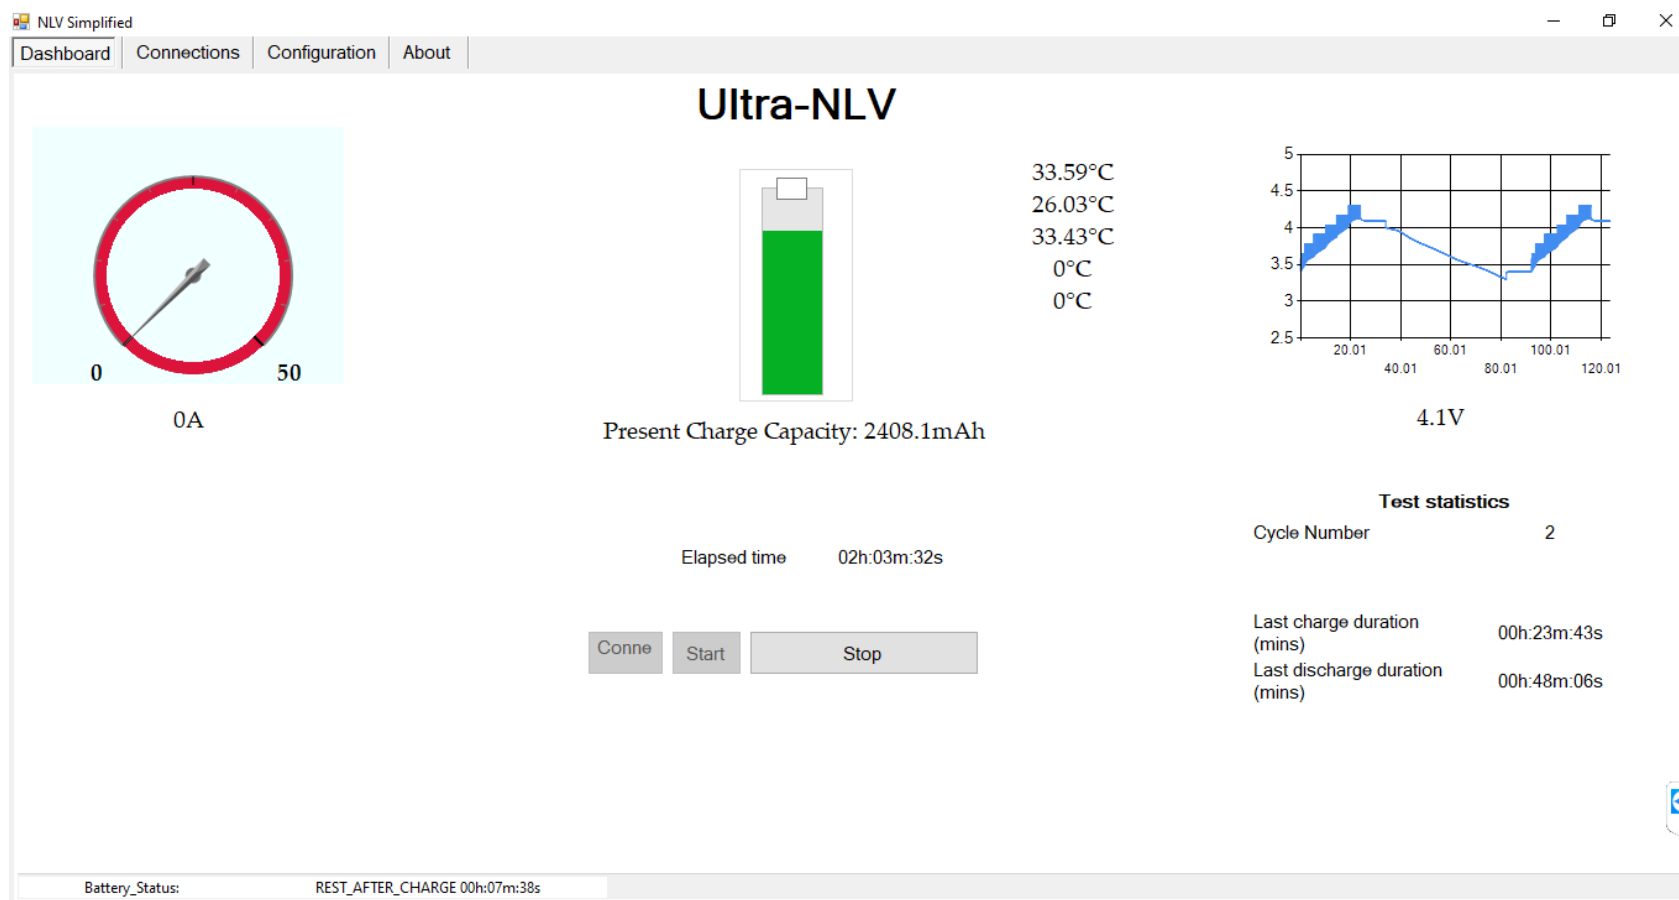 NLV Simplified
Dashboard Connections Configuration About
Ultra-NLV
0 50
0A
Present Charge Capacity: 2408.1mAh
33.59°C
26.03°C
33.43°C
0°C
0°C
5
4.5
4
3.5
3
2.5
20.01 60.01 100.01
40.01 80.01 120.01
4.1V
Elapsed time 02h:03m:32s
Conne Start Stop
Test statistics
Cycle Number 2
Last charge duration
(mins) 00h:23m:43s
Last discharge duration
(mins) 00h:48m:06s
Battery_Status: REST_AFTER_CHARGE 00h:07m:38s